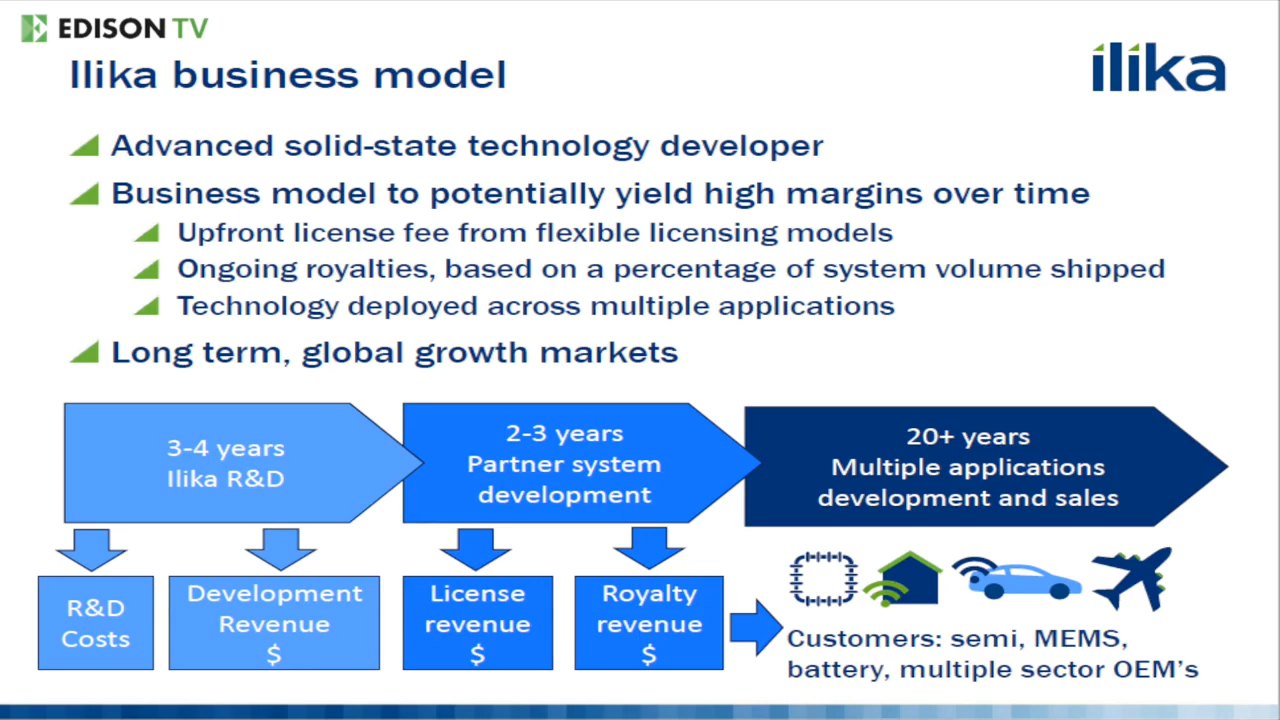 EDISON TV
Ilika business model
ilika
Advanced solid-state technology developer
Business model to potentially yield high margins over time
Upfront license fee from flexible licensing models
Ongoing royalties, based on a percentage of system volume shipped
Technology deployed across multiple applications
Long term, global growth markets
3-4 years
Ilika R&D
2-3 years
Partner system
development
20+ years
Multiple applications
development and sales
R&D
Costs
Development
Revenue
$
License
revenue
$
Royalty
revenue
$
Customers: semi, MEMS,
battery, multiple sector OEM's